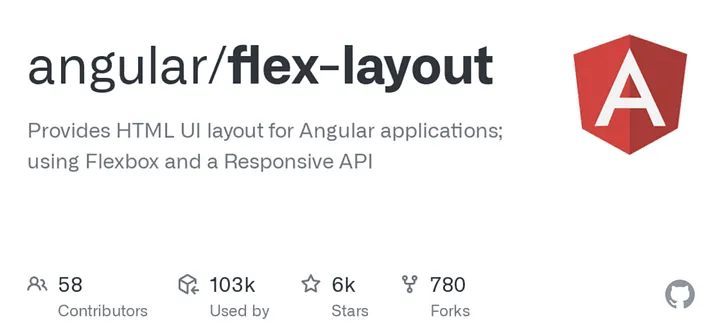 angular/flex-layout
A
Provides HTML UI layout for Angular applications;
using Flexbox and a Responsive API
58
Contributors
103k
Used by
6k
Stars
780
Forks